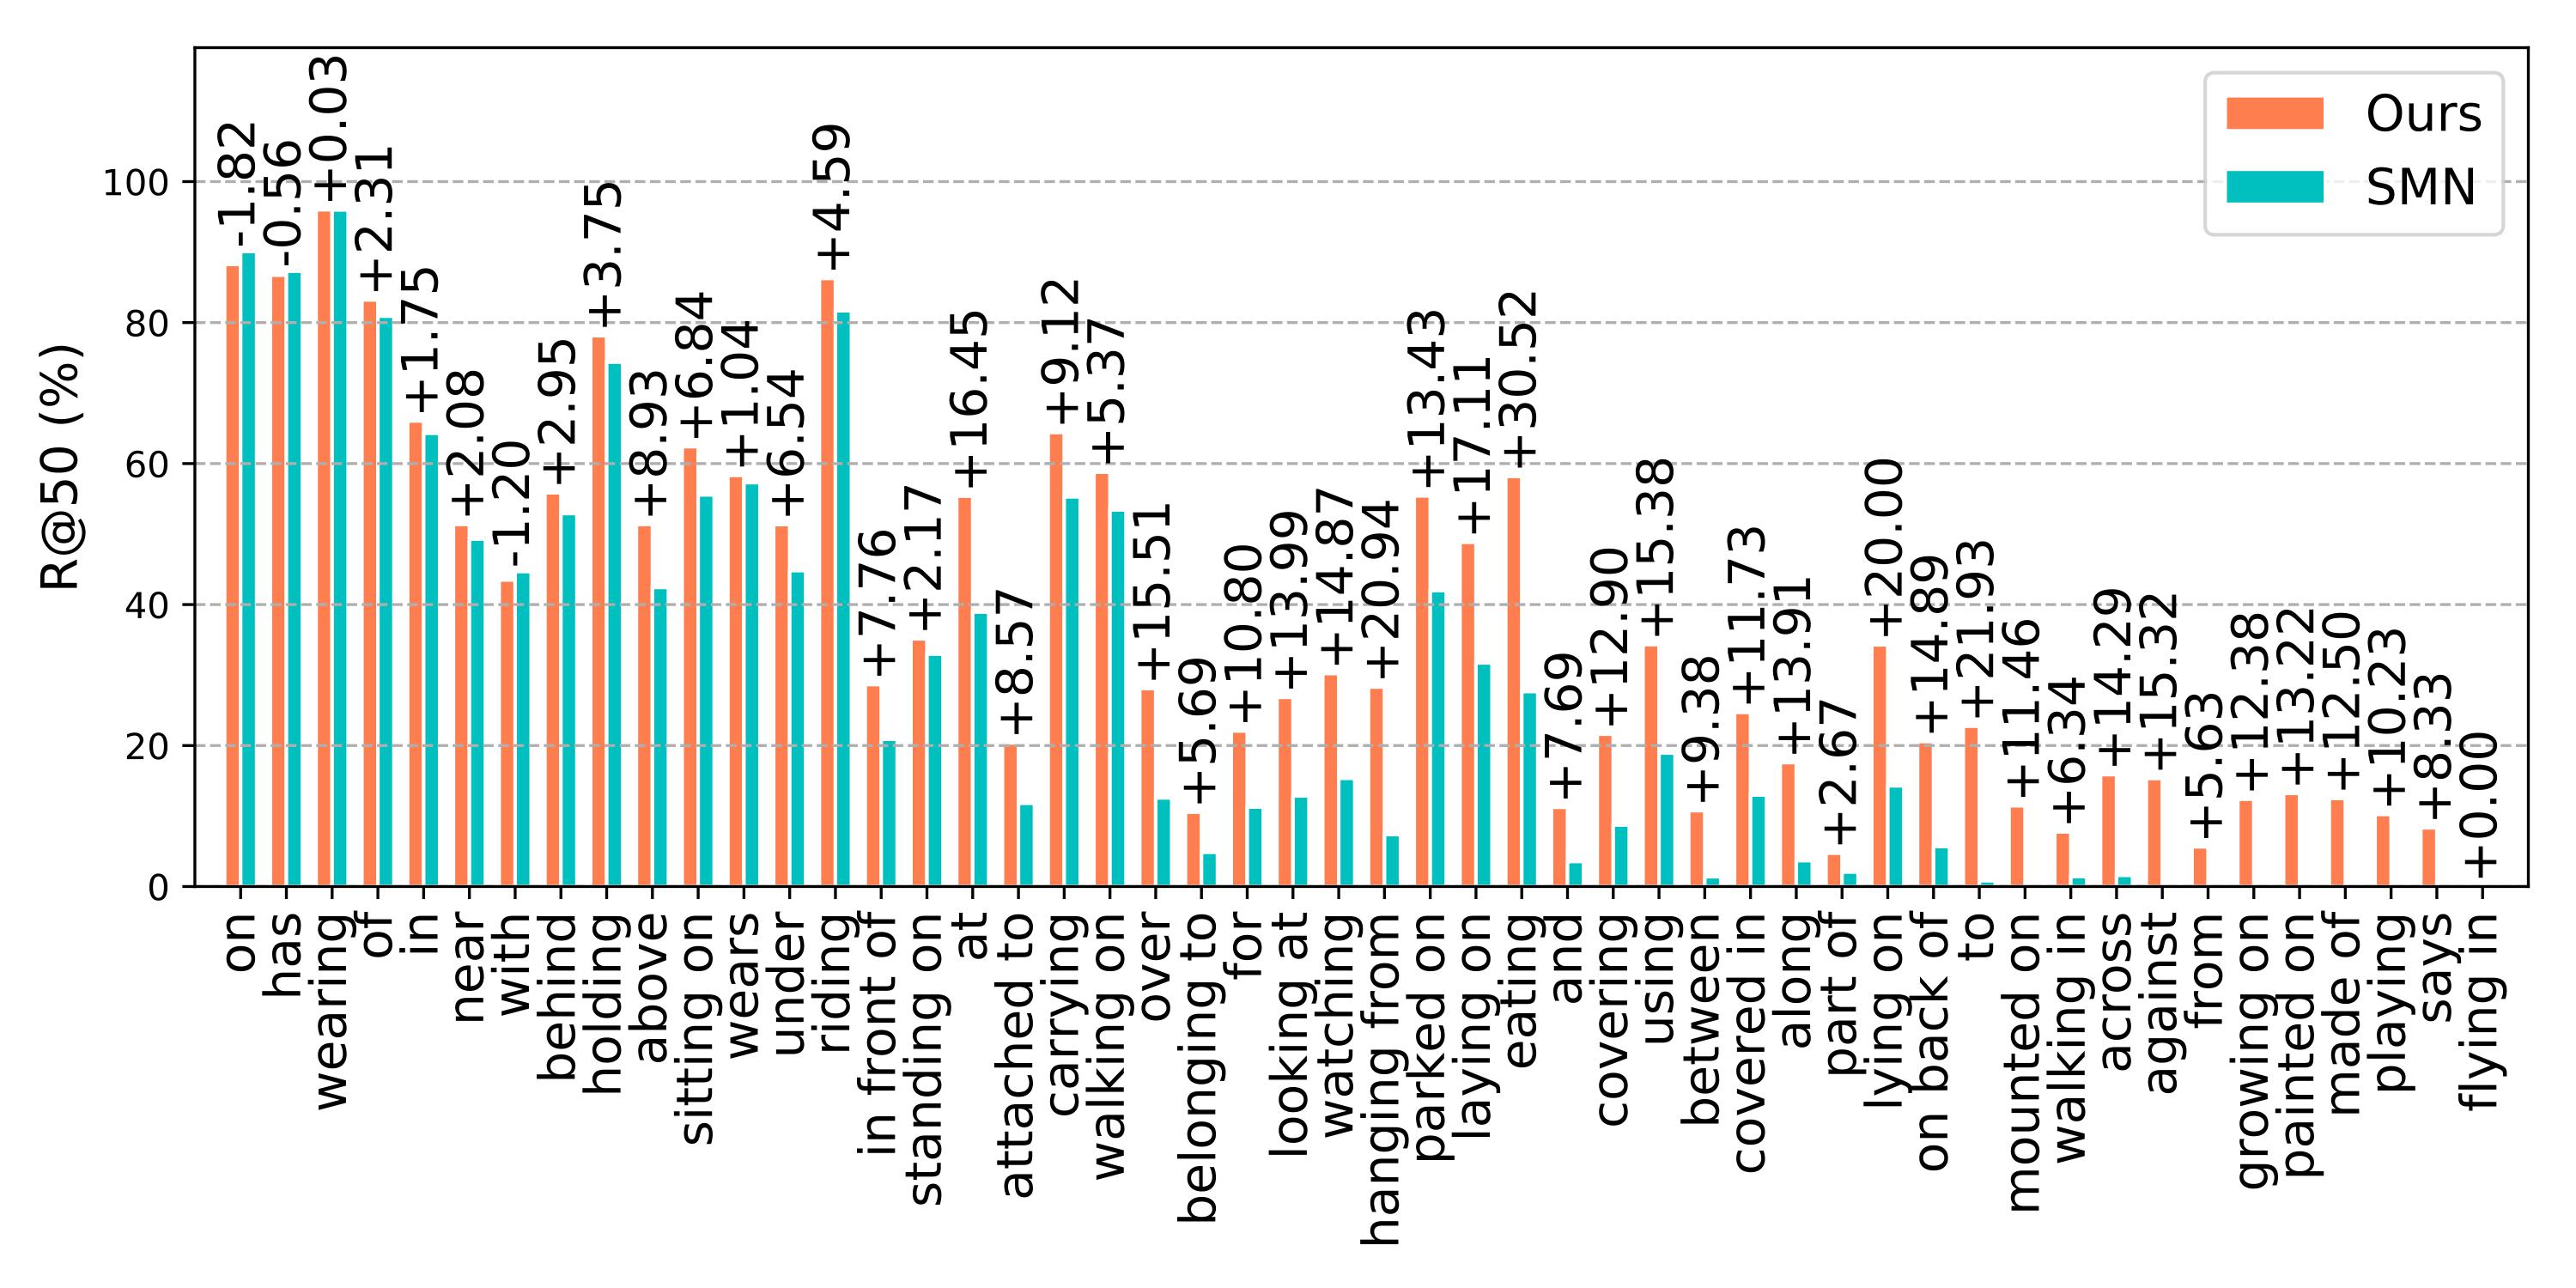 R@50 (%)
100
80
60
40
20
0
Ours
SMN
-1.82
-0.56
+0.03
+2.31
+1.75
+2.08
-1.20
+2.95
+3.75
+8.93
+6.84
+1.04
+6.54
+4.59
+7.76
+2.17
+16.45
+8.57
+9.12
+5.37
+15.51
+5.69
+10.80
+13.99
+14.87
+20.94
+13.43
+17.11
+30.52
+7.69
+12.90
+15.38
+9.38
+11.73
+13.91
+2.67
+20.00
+14.89
+21.93
+11.46
+6.34
+14.29
+15.32
+5.63
+12.38
+13.22
+12.50
+10.23
+8.33
+0.00
on
has
wearing
of
in
near
with
behind
holding
above
sitting on
wears
under
riding
in front of
standing on
at
attached to
carrying
walking on
over
belonging to
for
looking at
watching
hanging from
parked on
laying on
eating
and
covering
using
between
covered in
along
part of
lying on
on back of
to
mounted on
walking in
across
against
from
growing on
painted on
made of
playing
says
flying in